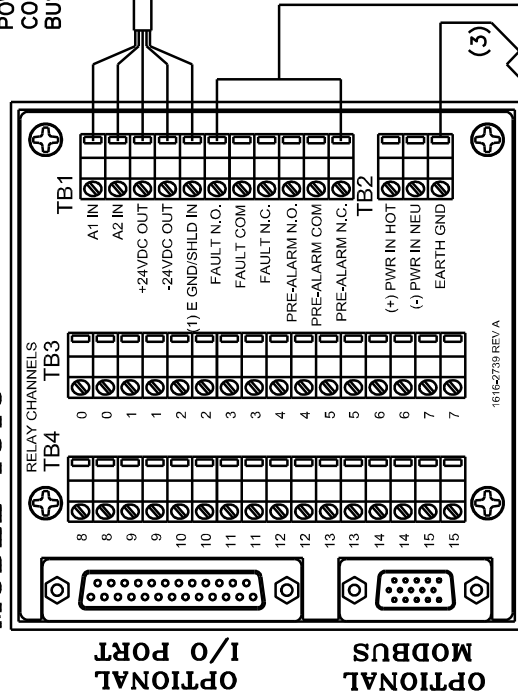 POW
CO
BU
(3)
TB1
A1 IN
A2 IN
+24VDC OUT
-24VDC OUT
(1) E GND/SHLD IN
FAULT N.O.
FAULT COM
FAULT N.C.
PRE-ALARM N.O.
PRE-ALARM COM
PRE-ALARM N.C.
TB2
(+) PWR IN HOT
(-) PWR IN NEU
EARTH GND
RELAY CHANNELS
TB3
0
0
1
1
2
2
3
3
4
4
5
5
6
6
7
7
1616-2739 REV A
TB4
8
8
9
9
10
10
11
11
12
12
13
13
14
14
15
15
OPTIONAL
I/O PORT
OPTIONAL
MODBUS